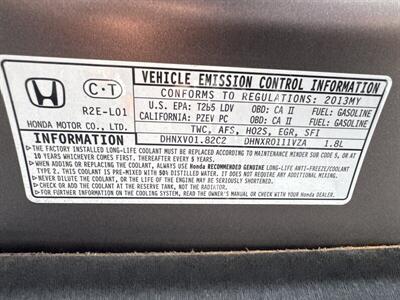 VEHICLE EMISSION CONTROL INFORMATION
C T
CONFORMS TO REGULATIONS: 2013MY
R2E-L01
U.S. EPA: T2b5 LDV OBD: CA II FUEL: GASOLINE
CALIFORNIA: PZEV PC OBD: CA II FUEL: GASOLINE
HONDA MOTOR CO., LTD.
TWC, AFS, HO2S, EGR, SFI
INFORMATION
DHNXV01.82C2 DHNXR0111VZA 1.8L
▷ THE FACTORY INSTALLED LONG-LIFE COOLANT MUST BE REPLACED ACCORDING TO MAINTENANCE MINDER SUB CODE 5, OR AT
10 YEARS WHICHEVER COMES FIRST. THEREAFTER, REPLACE EVERY 5 YEARS.
▷ WHEN ADDING OR REPLACING THE COOLANT, ALWAYS USE Honda RECOMMENDED GENUINE LONG-LIFE ANTI-FREEZE/COOLANT
TYPE 2. THIS COOLANT IS PRE-MIXED WITH 50% DISTILLED WATER. IT DOES NOT REQUIRE ANY ADDITIONAL MIXING.
▷ NEVER DILUTE THE COOLANT, OR THE LIFE OF THE ENGINE MAY BE SERIOUSLY SHORTENED.
▷ CHECK OR ADD THE COOLANT AT THE RESERVE TANK, NOT THE RADIATOR.
▷ FOR MORE INFORMATION ON THE COOLING SYSTEM, READ THE OWNER'S MANUAL OR CHECK WITH YOUR Honda DEALER.